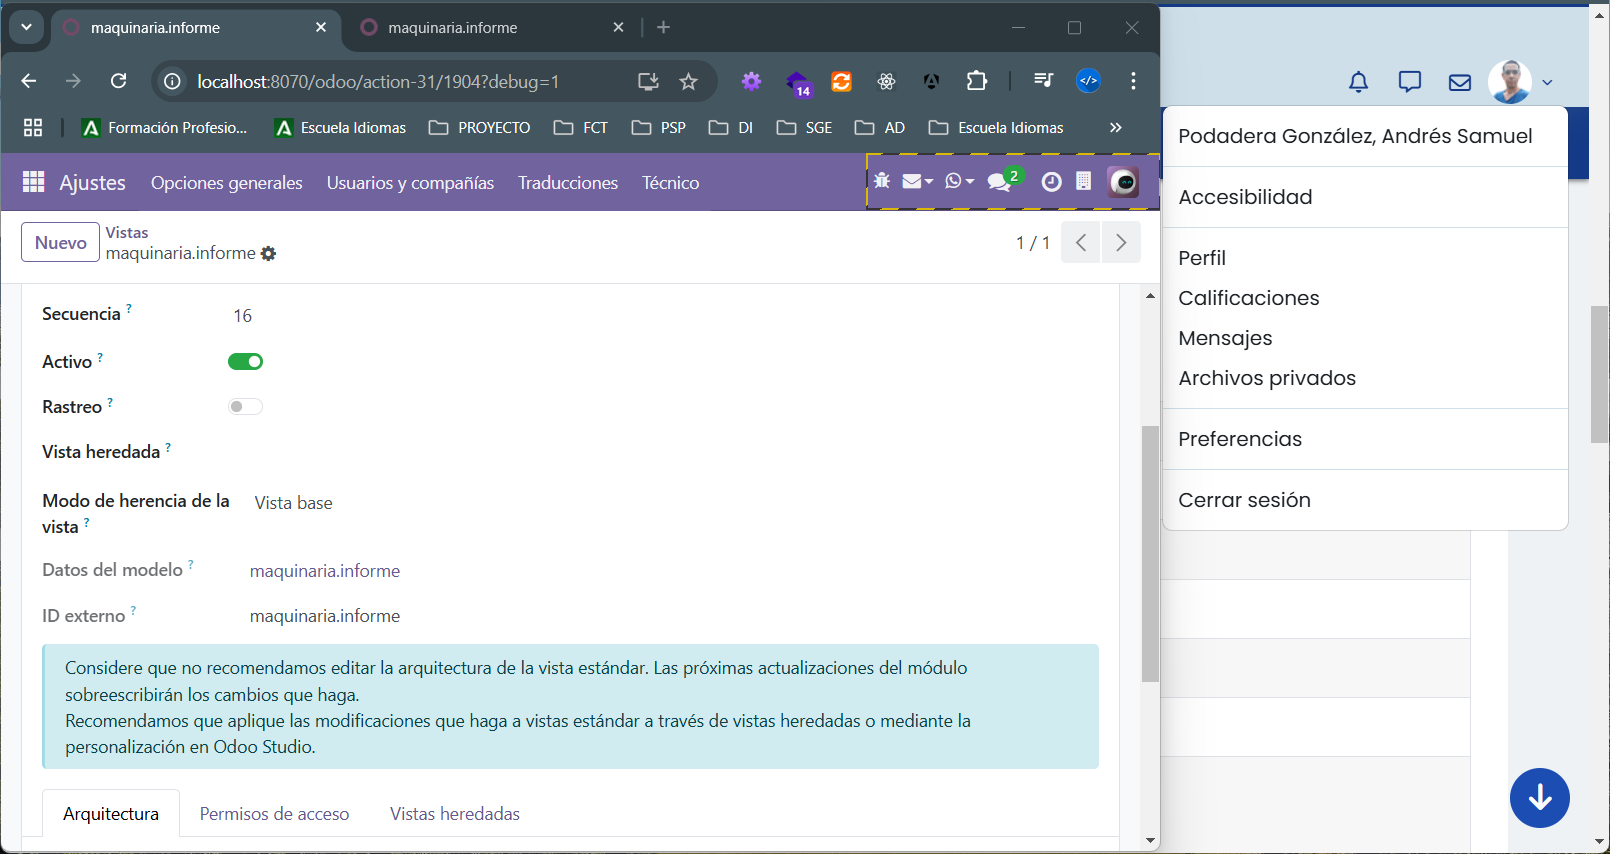 maquinaria.informe
maquinaria.informe
localhost:8070/odoo/action-31/1904?debug=1
14
Formación Profesio...
Escuela Idiomas
PROYECTO
FCT
PSP
DI
SGE
AD
Escuela Idiomas
»
Ajustes
Opciones generales
Usuarios y compañías
Traducciones
Técnico
2
Nuevo
Vistas
maquinaria.informe
1 / 1
Secuencia ?
16
Activo ?
Rastreo ?
Vista heredada ?
Modo de herencia de la
vista ?
Vista base
Datos del modelo ?
maquinaria.informe
ID externo ?
maquinaria.informe
Considere que no recomendamos editar la arquitectura de la vista estándar. Las próximas actualizaciones del módulo
sobreescribirán los cambios que haga.
Recomendamos que aplique las modificaciones que haga a vistas estándar a través de vistas heredadas o mediante la
personalización en Odoo Studio.
Arquitectura
Permisos de acceso
Vistas heredadas
Podadera González, Andrés Samuel
Accesibilidad
Perfil
Calificaciones
Mensajes
Archivos privados
Preferencias
Cerrar sesión